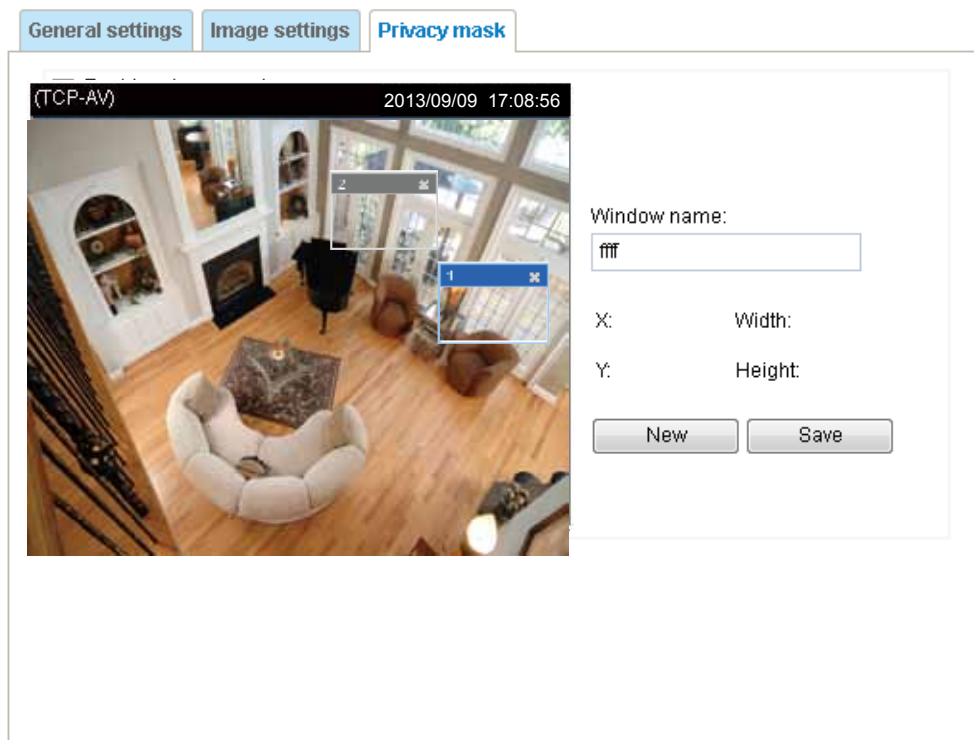 General settings Image settings Privacy mask
(TCP-AV) 2013/09/09 17:08:56
2
1
Window name:
ffff
X: Width:
Y: Height:
New Save